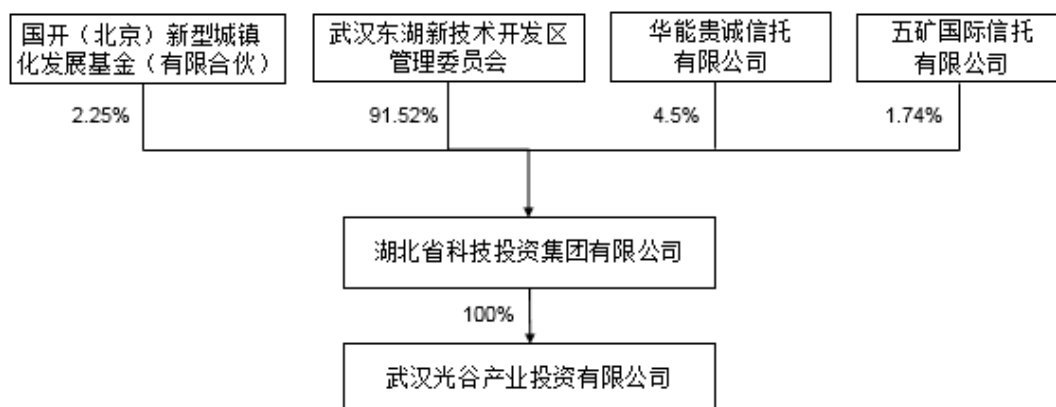 国开（北京）新型城镇
化发展基金（有限合伙）
武汉东湖新技术开发区
管理委员会
华能贵诚信托
有限公司
五矿国际信托
有限公司
2.25%
91.52%
4.5%
1.74%
湖北省科技投资集团有限公司
100%
武汉光谷产业投资有限公司